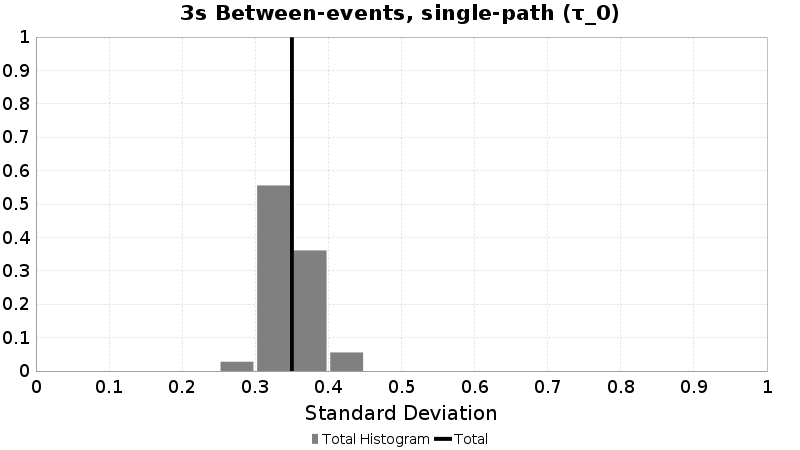 3s Between-events, single-path (τ_0)
1
0.9
0.8
0.7
0.6
0.5
0.4
0.3
0.2
0.1
0
0 0.1 0.2 0.3 0.4 0.5 0.6 0.7 0.8 0.9 1
Standard Deviation
Total Histogram Total